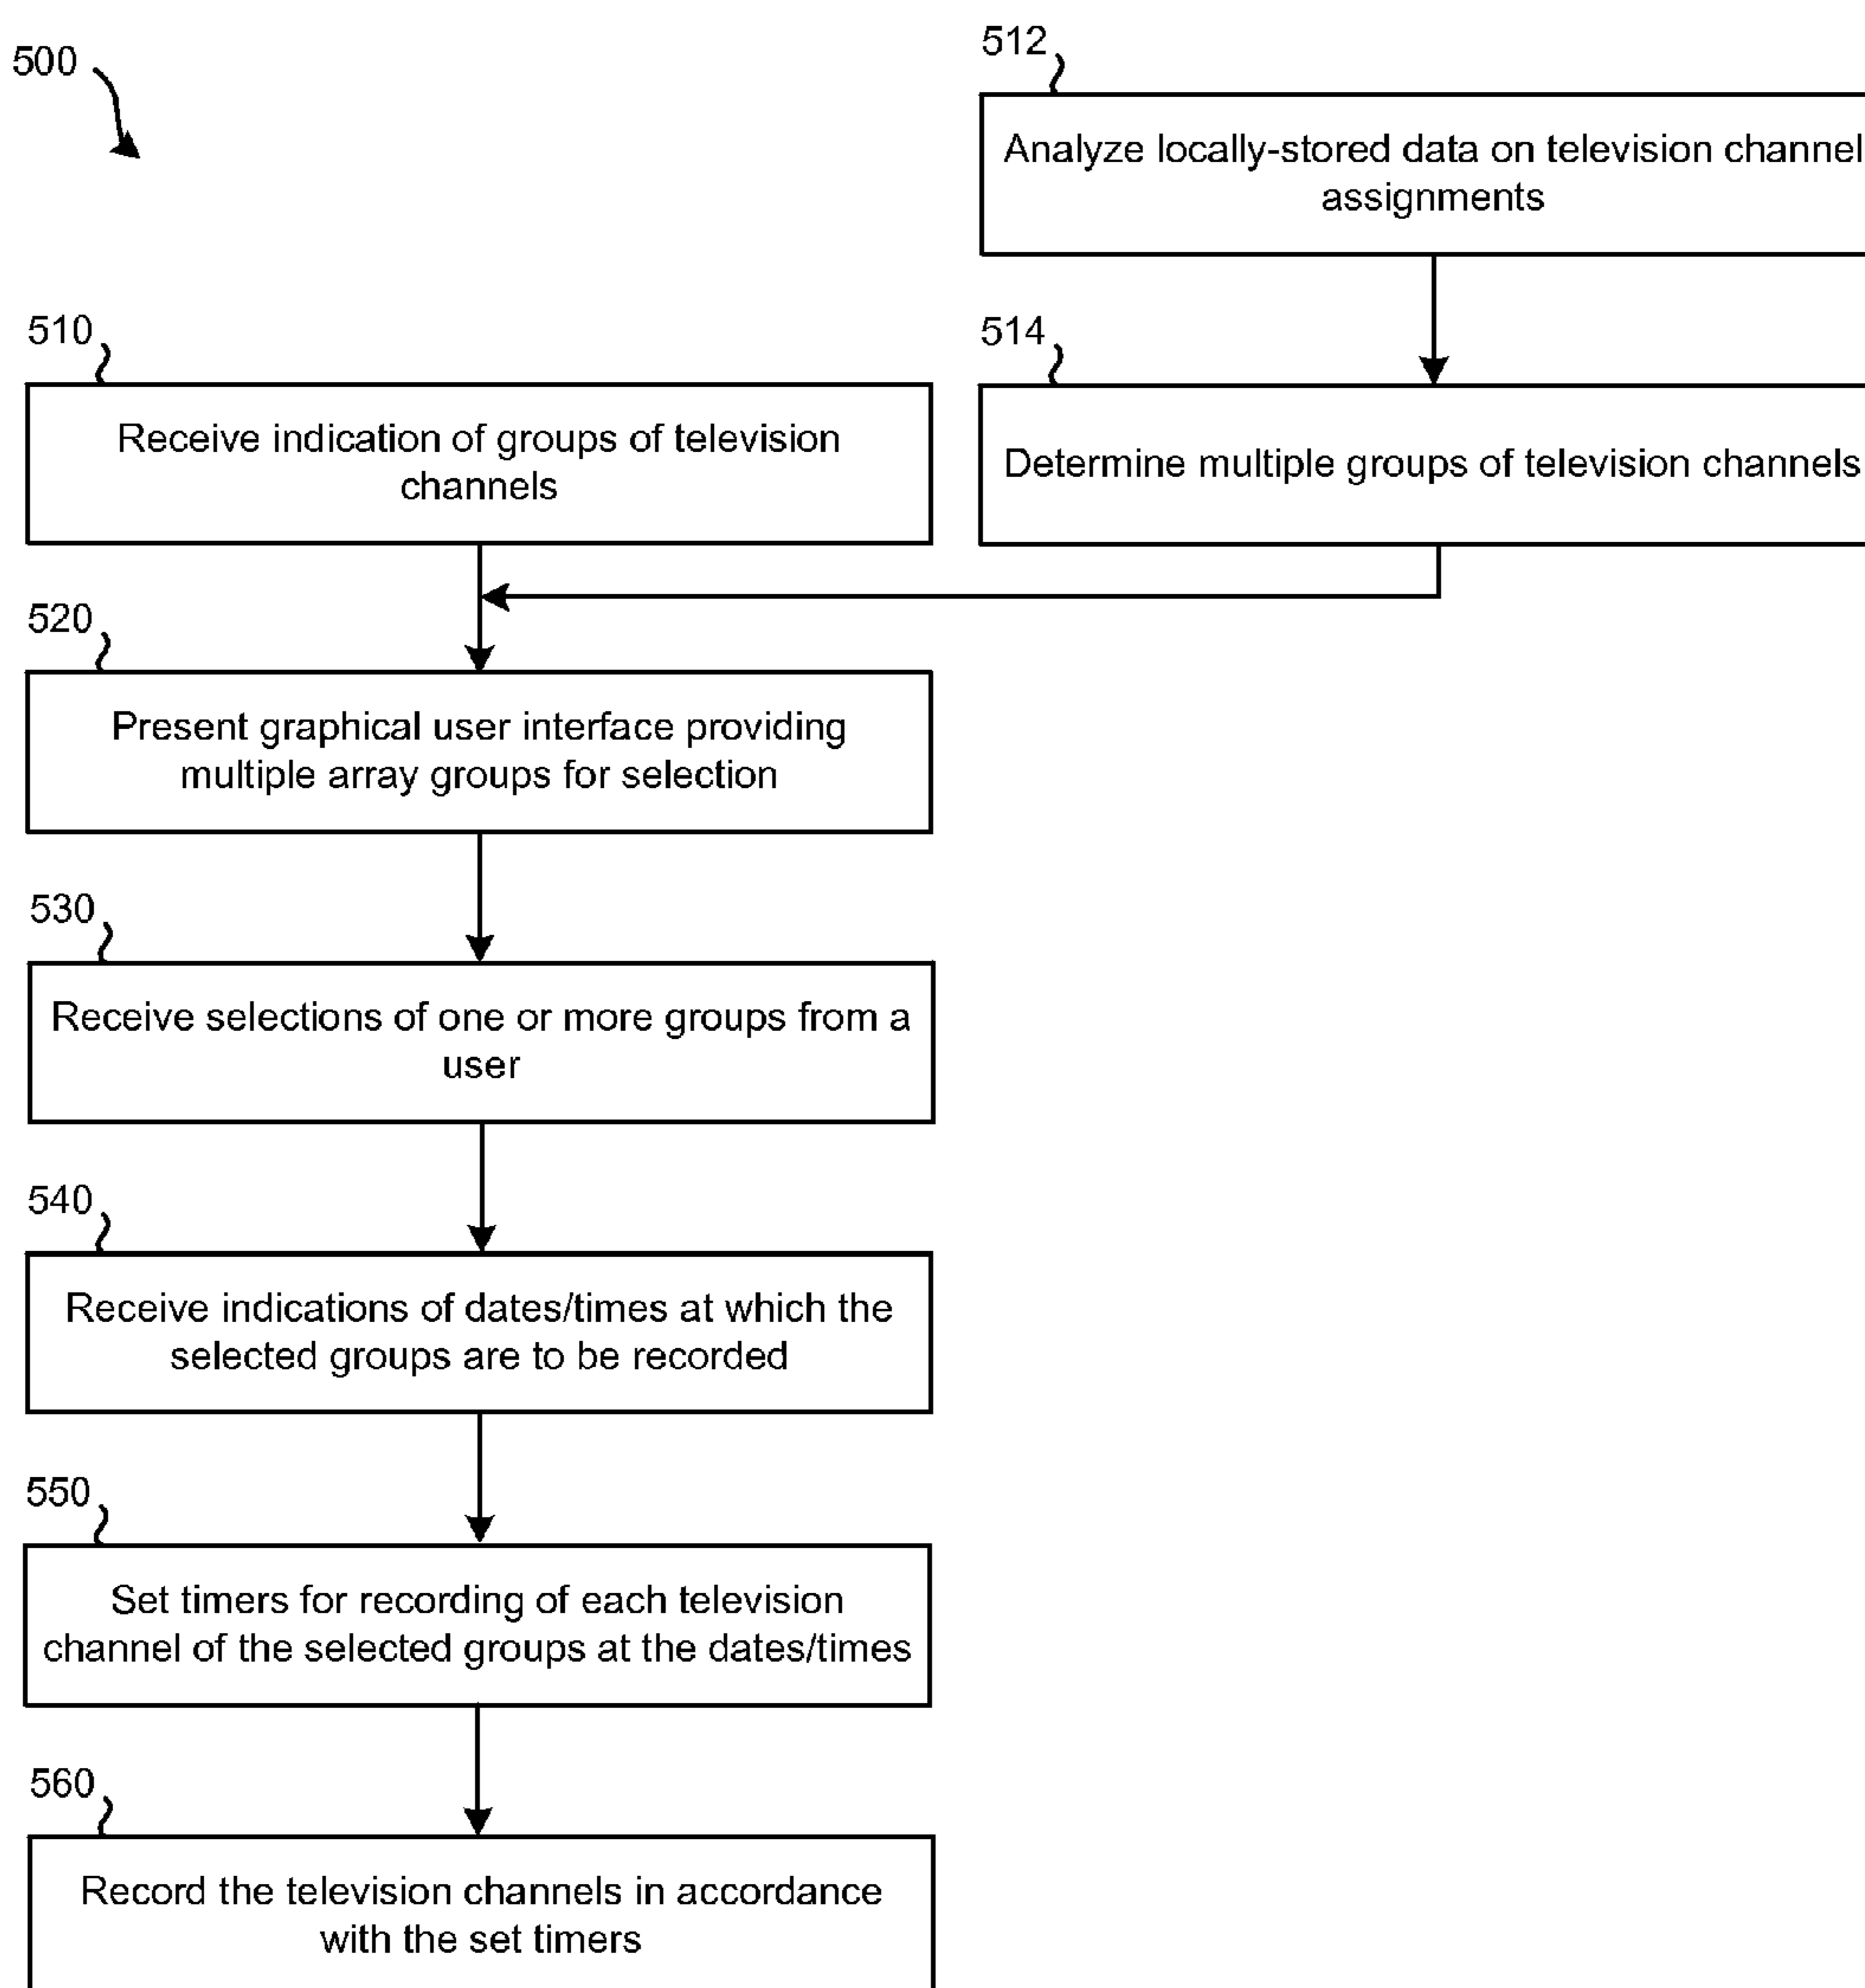 500
512
Analyze locally-stored data on television channel
assignments
510
Receive indication of groups of television
channels
514
Determine multiple groups of television channels
520
Present graphical user interface providing
multiple array groups for selection
530
Receive selections of one or more groups from a
user
540
Receive indications of dates/times at which the
selected groups are to be recorded
550
Set timers for recording of each television
channel of the selected groups at the dates/times
560
Record the television channels in accordance
with the set timers